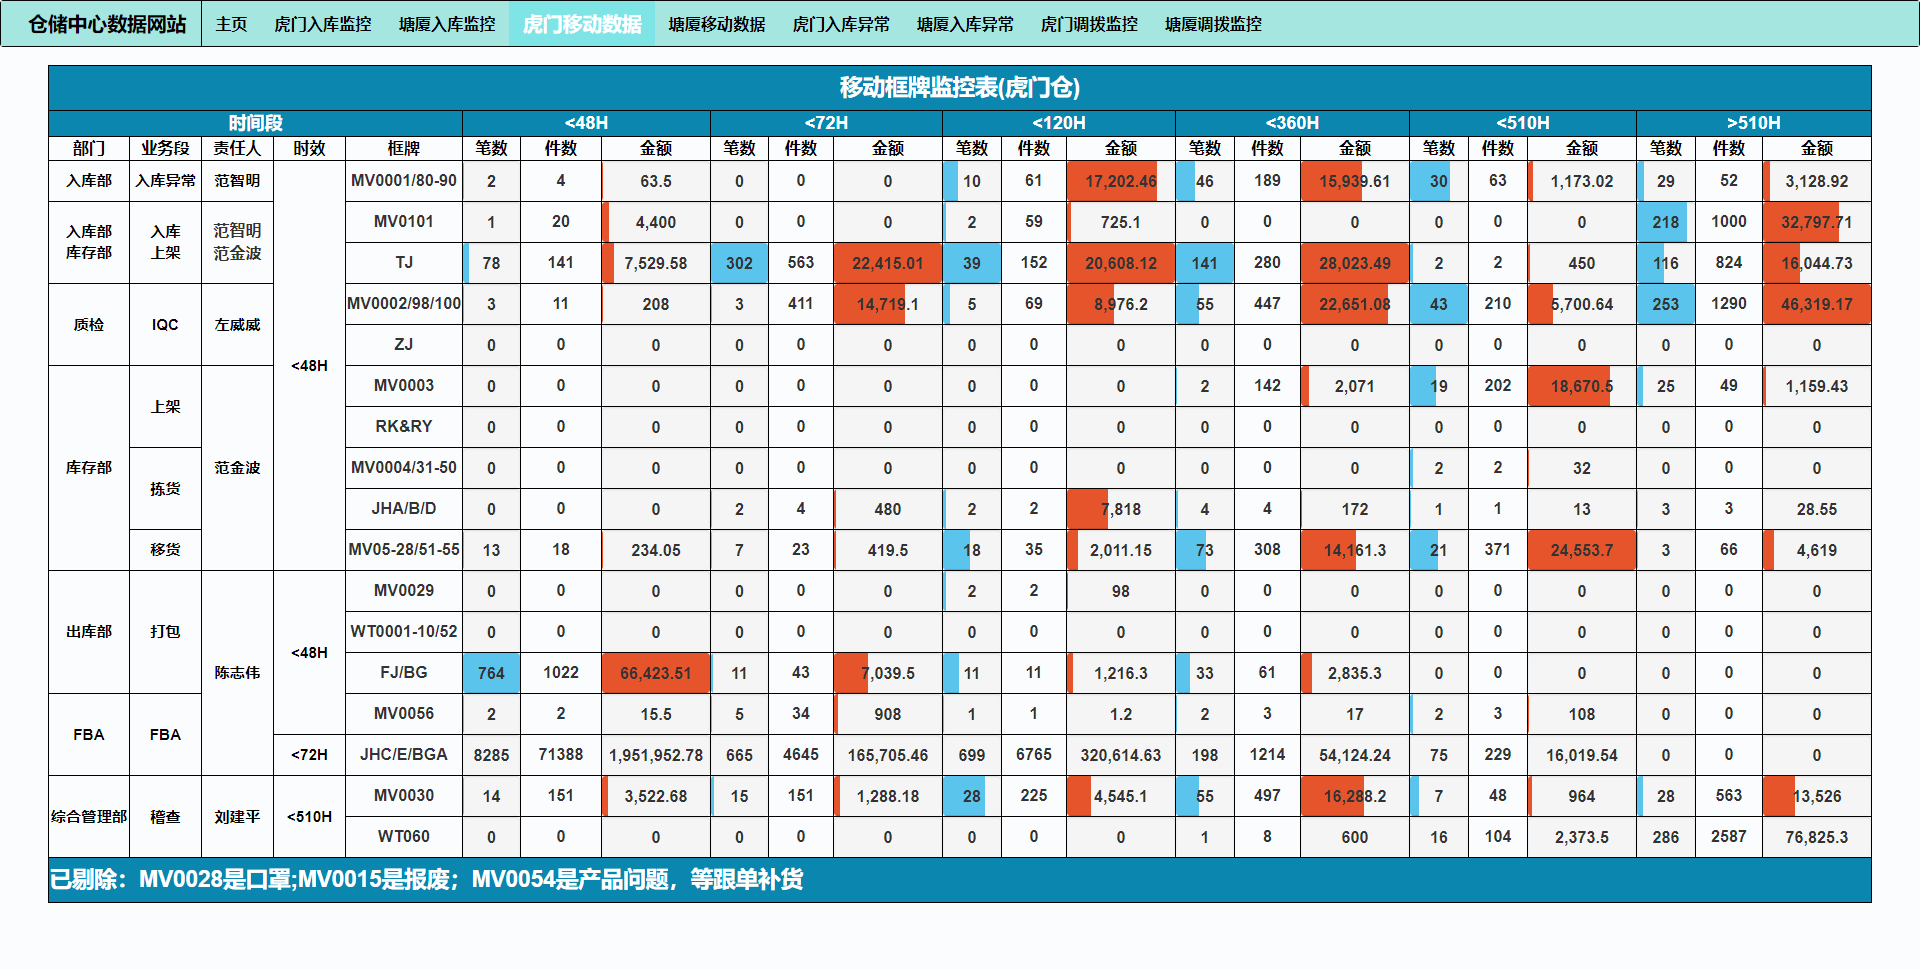 仓储中心数据网站 主页 虎门入库监控 塘厦入库监控 虎门移动数据 塘厦移动数据 虎门入库异常 塘厦入库异常 虎门调拨监控 塘厦调拨监控
移动框牌监控表(虎门仓)
时间段 <48H <72H <120H <360H <510H >510H
部门 业务段 责任人 时效 框牌 笔数 件数 金额 笔数 件数 金额 笔数 件数 金额 笔数 件数 金额 笔数 件数 金额 笔数 件数 金额
入库部 入库异常 范智明 <48H MV0001/80-90 2 4 63.5 0 0 0 10 61 17,202.46 46 189 15,939.61 30 63 1,173.02 29 52 3,128.92
入库部 库存部 入库 上架 范智明 范金波 MV0101 1 20 4,400 0 0 0 2 59 725.1 0 0 0 0 0 0 218 1000 32,797.71
TJ 78 141 7,529.58 302 563 22,415.01 39 152 20,608.12 141 280 28,023.49 2 2 450 116 824 16,044.73
质检 IQC 左威威 MV0002/98/100 3 11 208 3 411 14,719.1 5 69 8,976.2 55 447 22,651.08 43 210 5,700.64 253 1290 46,319.17
ZJ 0 0 0 0 0 0 0 0 0 0 0 0 0 0 0 0 0 0
库存部 上架 范金波 MV0003 0 0 0 0 0 0 0 0 0 2 142 2,071 19 202 18,670.5 25 49 1,159.43
RK&RY 0 0 0 0 0 0 0 0 0 0 0 0 0 0 0 0 0 0
拣货 MV0004/31-50 0 0 0 0 0 0 0 0 0 0 0 0 2 2 32 0 0 0
JHA/B/D 0 0 0 2 4 480 2 2 7,818 4 4 172 1 1 13 3 3 28.55
移货 MV05-28/51-55 13 18 234.05 7 23 419.5 18 35 2,011.15 73 308 14,161.3 21 371 24,553.7 3 66 4,619
出库部 打包 陈志伟 <48H MV0029 0 0 0 0 0 0 2 2 98 0 0 0 0 0 0 0 0 0
WT0001-10/52 0 0 0 0 0 0 0 0 0 0 0 0 0 0 0 0 0 0
FJ/BG 764 1022 66,423.51 11 43 7,039.5 11 11 1,216.3 33 61 2,835.3 0 0 0 0 0 0
FBA FBA MV0056 2 2 15.5 5 34 908 1 1 1.2 2 3 17 2 3 108 0 0 0
<72H JHC/E/BGA 8285 71388 1,951,952.78 665 4645 165,705.46 699 6765 320,614.63 198 1214 54,124.24 75 229 16,019.54 0 0 0
综合管理部 稽查 刘建平 <510H MV0030 14 151 3,522.68 15 151 1,288.18 28 225 4,545.1 55 497 16,288.2 7 48 964 28 563 13,526
WT060 0 0 0 0 0 0 0 0 0 1 8 600 16 104 2,373.5 286 2587 76,825.3
已剔除：MV0028是口罩;MV0015是报废；MV0054是产品问题，等跟单补货